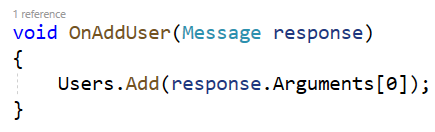 1 reference
void OnAddUser(Message response)
{
    Users.Add(response.Arguments[0]);
}